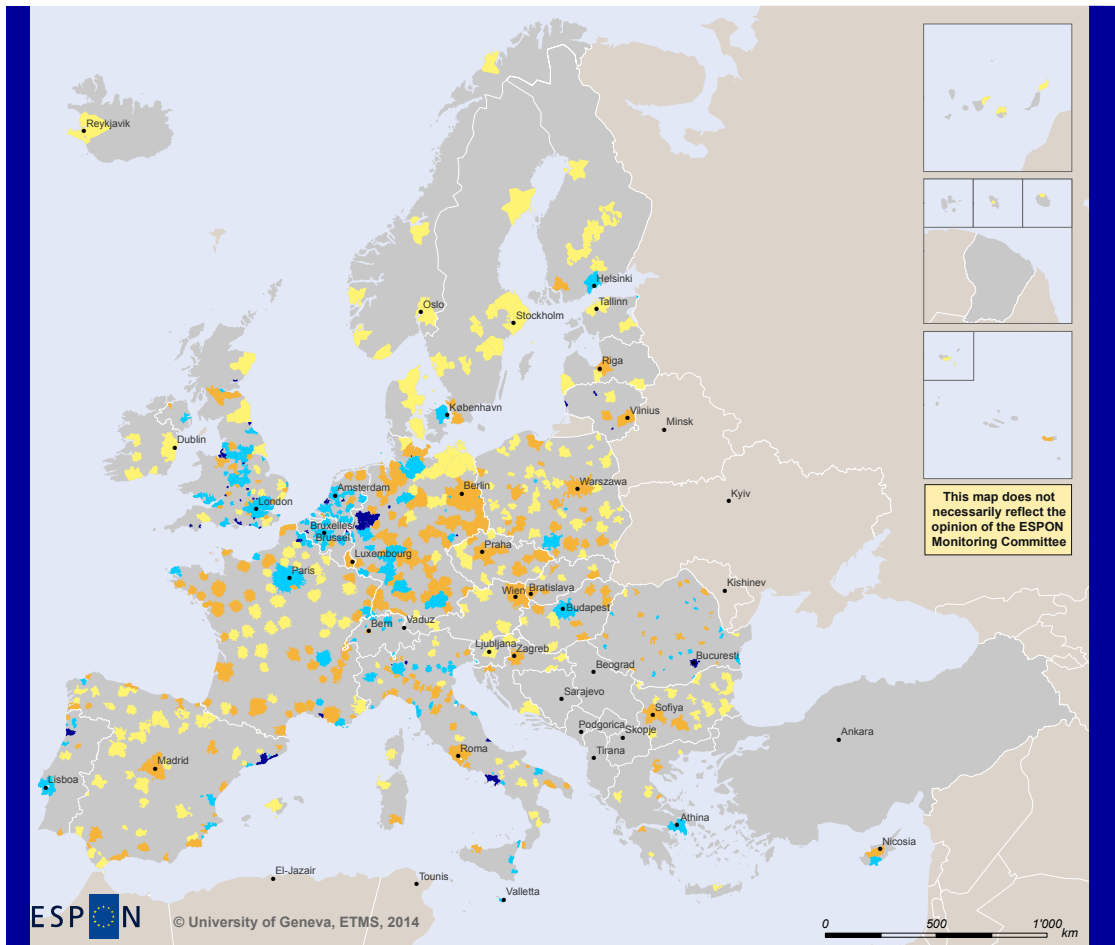 Reykjavik
Helsinki
Tallinn
Oslo
Stockholm
Riga
København
Vilnius
Minsk
Dublin
Berlin
Warszawa
Amsterdam
London
Kyiv
This map does not
necessarily reflect the
opinion of the ESPON
Monitoring Committee
Bruxelles/
Brussel
Praha
Luxembourg
Paris
Kishinev
Wien
Bratislava
Budapest
Bern
Vaduz
Ljubljana
Zagreb
Bucuresti
Beograd
Sarajevo
Sofiya
Podgorica
Skopje
Ankara
Roma
Tirana
Madrid
Lisboa
Athina
Nicosia
El-Jazair
Tounis
Valletta
ESPON
© University of Geneva, ETMS, 2014
0 500 1'000
km